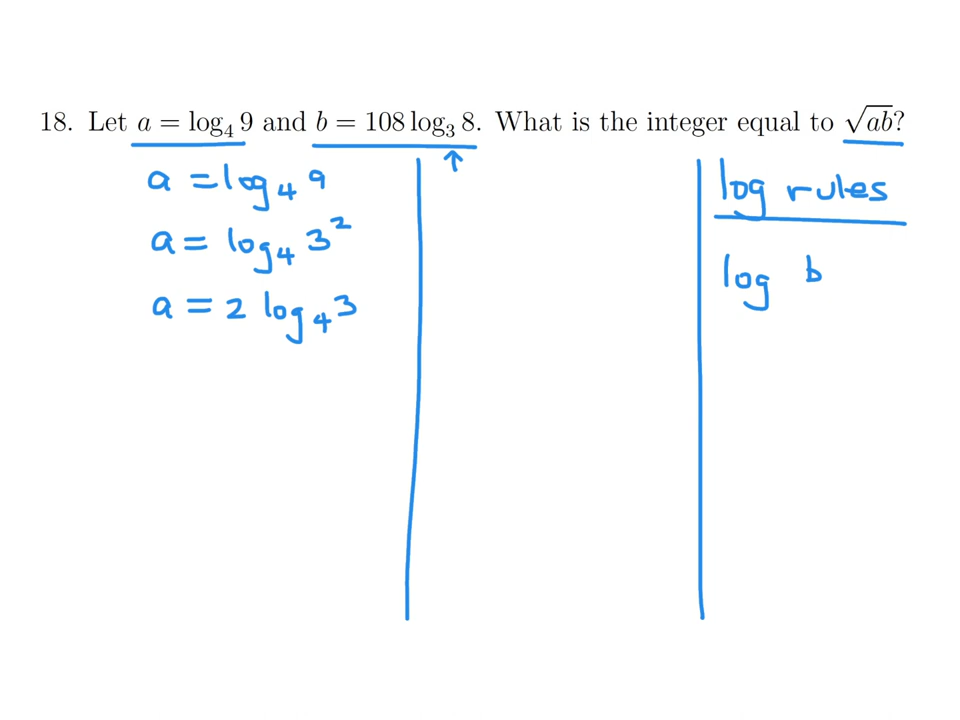 18. Let a = log₄ 9 and b = 108 log₃ 8. What is the integer equal to √ab?
a = log₄ 9
a = log₄ 3²
a = 2 log₄ 3
log rules
log b